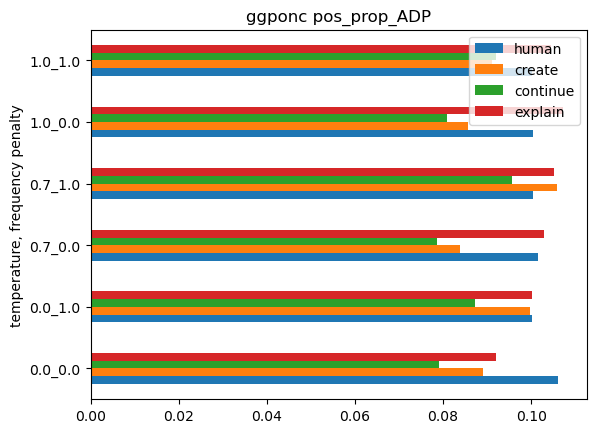 ggponc pos_prop_ADP
human
create
continue
explain
temperature, frequency penalty
1.0_1.0
1.0_0.0
0.7_1.0
0.7_0.0
0.0_1.0
0.0_0.0
0.00 0.02 0.04 0.06 0.08 0.10